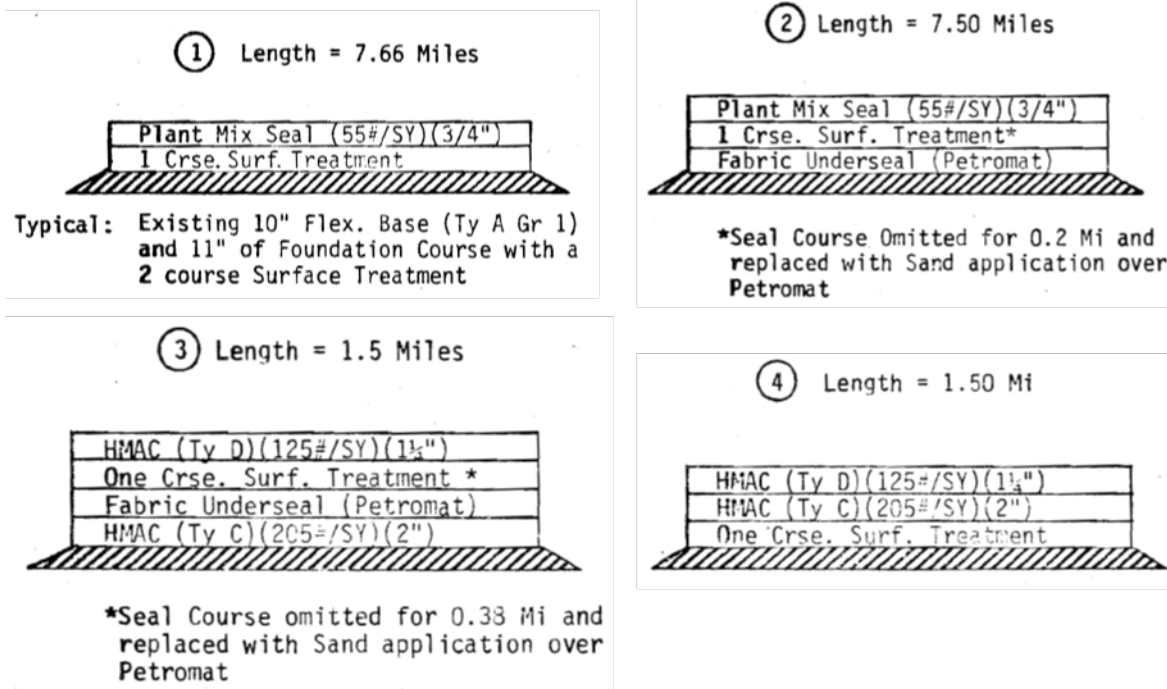 1 Length = 7.66 Miles
Plant Mix Seal (55#/SY)(3/4")
1 Crse. Surf. Treatment
Typical: Existing 10" Flex. Base (Ty A Gr 1)
and 11" of Foundation Course with a
2 course Surface Treatment
2 Length = 7.50 Miles
Plant Mix Seal (55#/SY)(3/4")
1 Crse. Surf. Treatment*
Fabric Underseal (Petromat)
*Seal Course Omitted for 0.2 Mi and
replaced with Sand application over
Petromat
3 Length = 1.5 Miles
HMAC (Ty D)(125#/SY)(1¼")
One Crse. Surf. Treatment *
Fabric Underseal (Petromat)
HMAC (Ty C)(205#/SY)(2")
*Seal Course omitted for 0.38 Mi and
replaced with Sand application over
Petromat
4 Length = 1.50 Mi
HMAC (Ty D)(125#/SY)(1¼")
HMAC (Ty C)(205#/SY)(2")
One Crse. Surf. Treatment